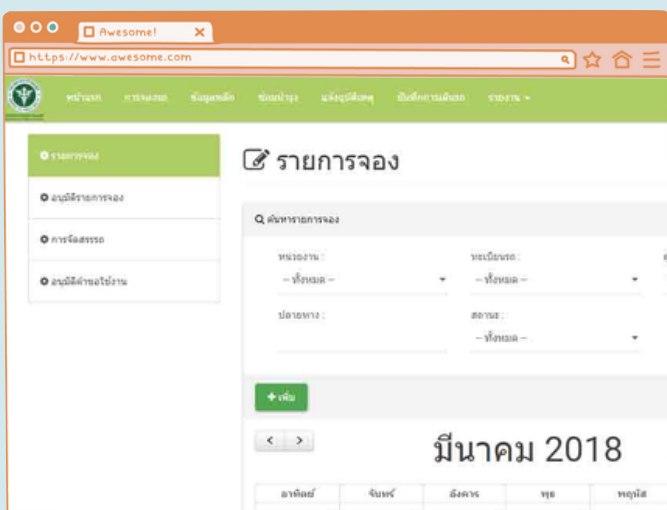 Awesome!
https://www.awesome.com
หน้าแรก การจองรถ ข้อมูลหลัก ซ่อมบำรุง แจ้งอุบัติเหตุ บันทึกการเดินรถ รายงาน
รายการจอง
อนุมัติรายการจอง
การจัดสรรรถ
อนุมัติคำขอใช้งาน
รายการจอง
ค้นหารายการจอง
หน่วยงาน : ทะเบียนรถ :
-- ทั้งหมด -- -- ทั้งหมด --
ปลายทาง : สถานะ :
-- ทั้งหมด --
+ เพิ่ม
< >
มีนาคม 2018
อาทิตย์ จันทร์ อังคาร พุธ พฤหัส